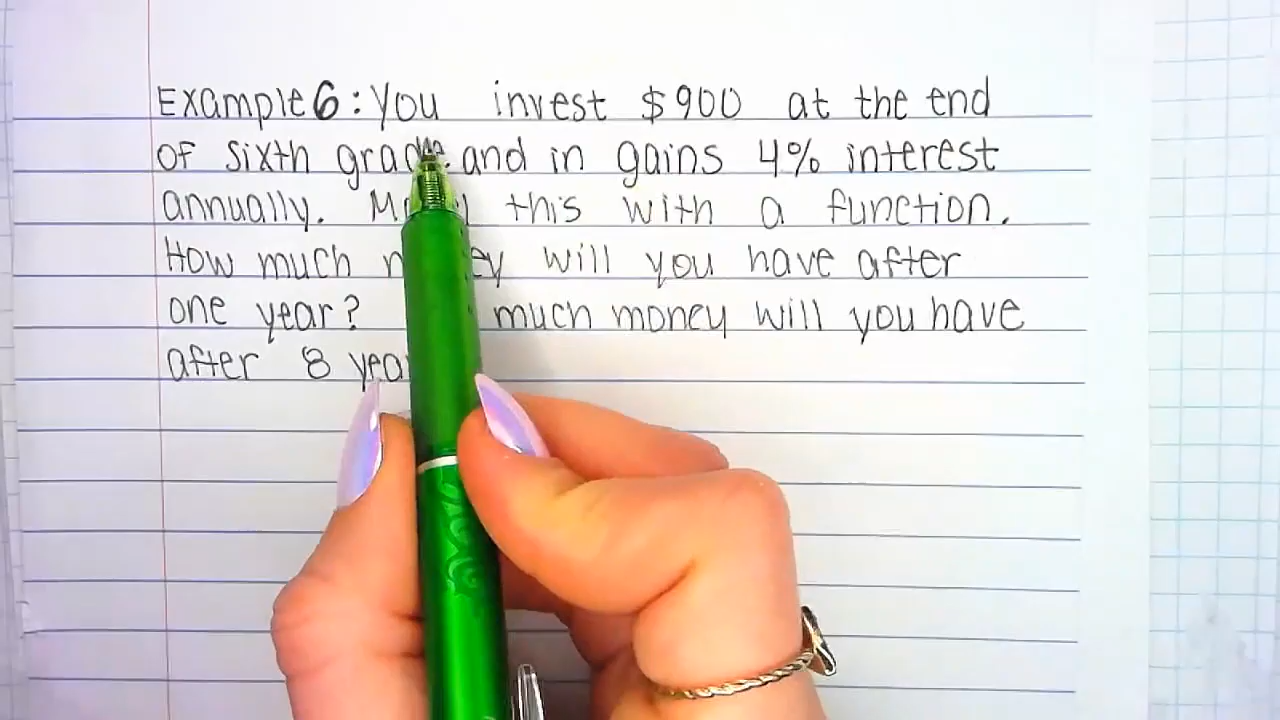 Example 6: You invest $900 at the end
of sixth grade and in gains 4% interest
annually. this with a function.
How much will you have after
one year? much money will you have
after 8